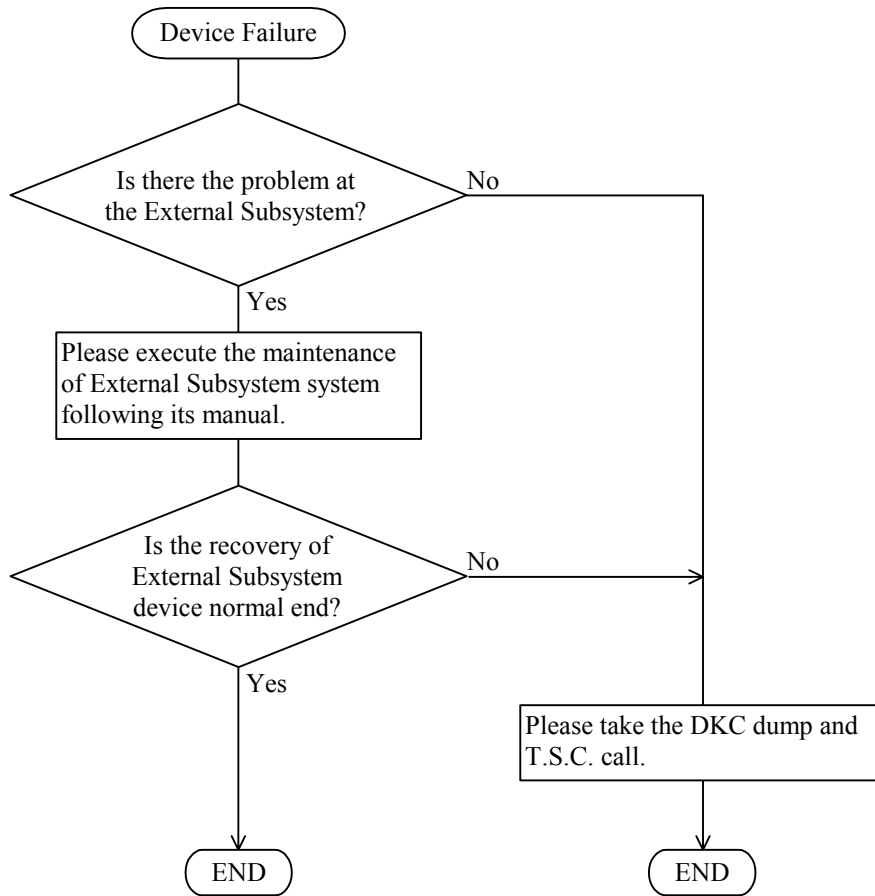 Device Failure
Is there the problem at
the External Subsystem?
No
Yes
Please execute the maintenance
of External Subsystem system
following its manual.
Is the recovery of
External Subsystem
device normal end?
No
Yes
Please take the DKC dump and
T.S.C. call.
END
END